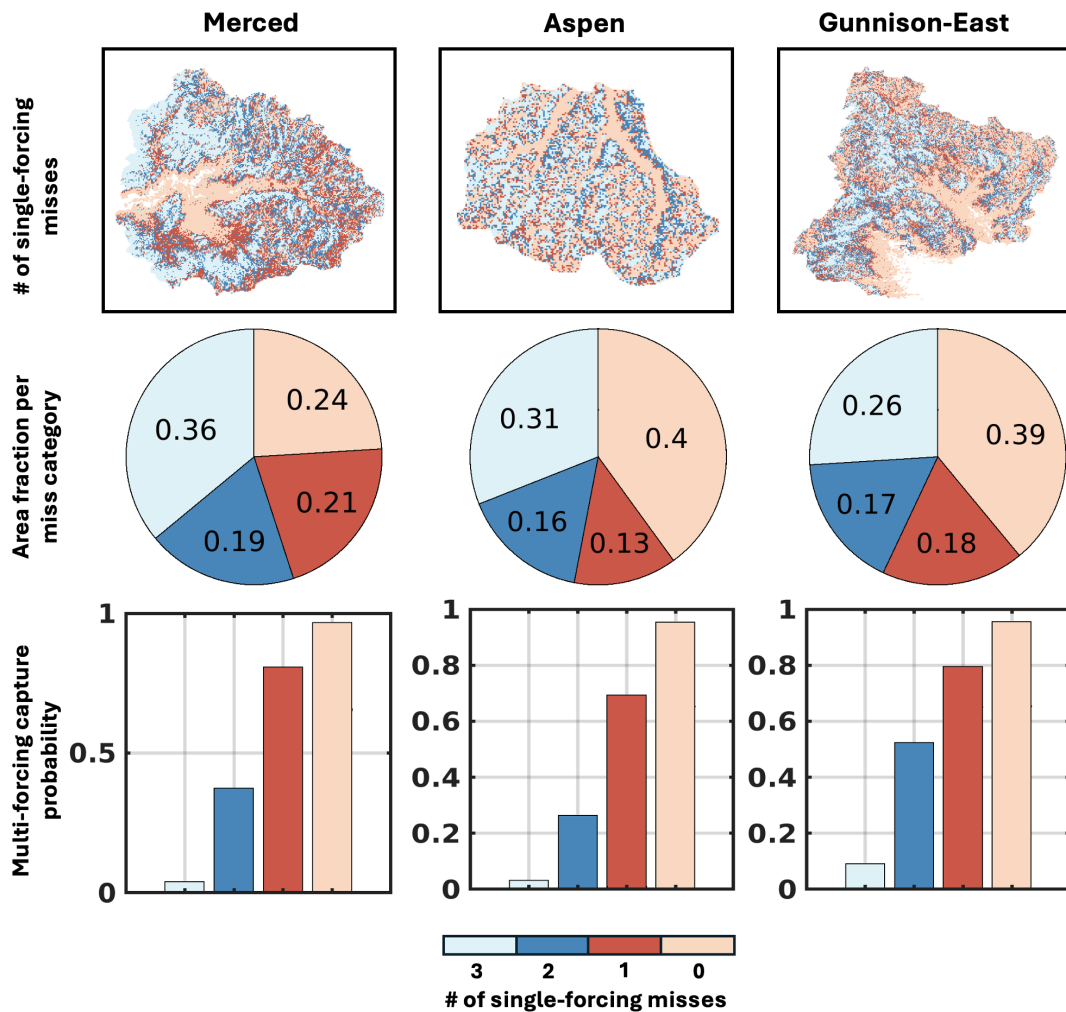 Merced
Aspen
Gunnison-East
# of single-forcing
misses
Area fraction per
miss category
0.36
0.24
0.19
0.21
0.31
0.4
0.16
0.13
0.26
0.39
0.17
0.18
Multi-forcing capture
probability
1
0.5
0
1
0.8
0.6
0.4
0.2
0
1
0.8
0.6
0.4
0.2
0
3 2 1 0
# of single-forcing misses